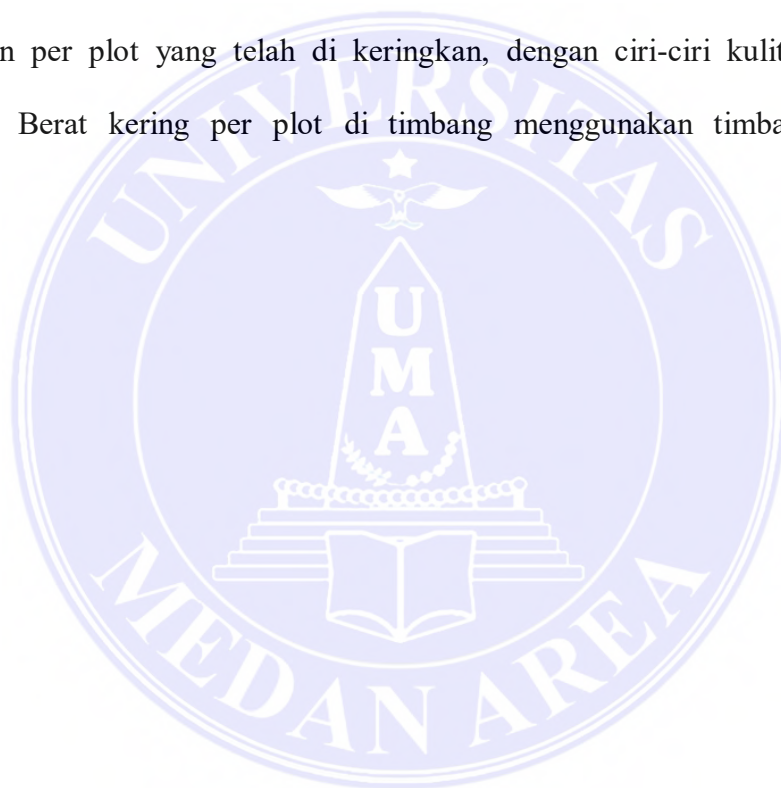 n per plot yang telah di keringkan, dengan ciri-ciri kulit
Berat kering per plot di timbang menggunakan timba
UNIVERSITAS
U
M
A
MEDAN AREA